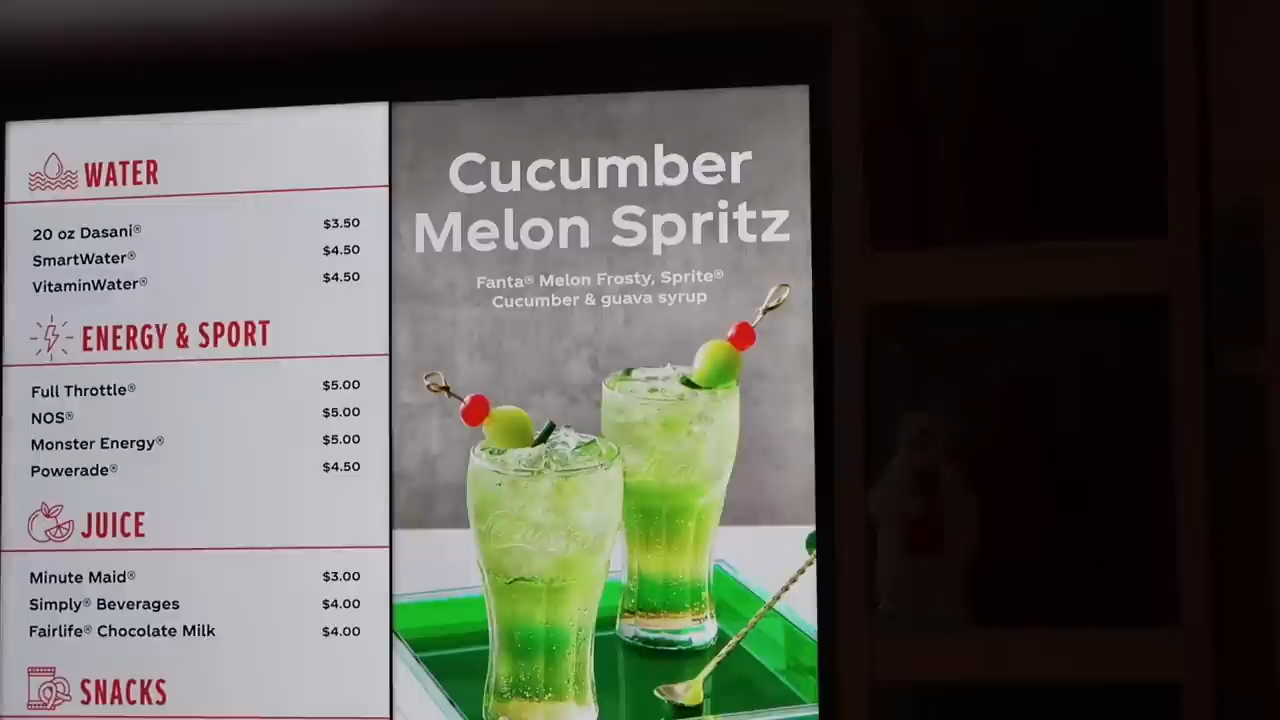 WATER
20 oz Dasani® $3.50
SmartWater® $4.50
VitaminWater® $4.50
ENERGY & SPORT
Full Throttle® $5.00
NOS® $5.00
Monster Energy® $5.00
Powerade® $4.50
JUICE
Minute Maid® $3.00
Simply® Beverages $4.00
Fairlife® Chocolate Milk $4.00
SNACKS
Cucumber
Melon Spritz
Fanta® Melon Frosty, Sprite®
Cucumber & guava syrup